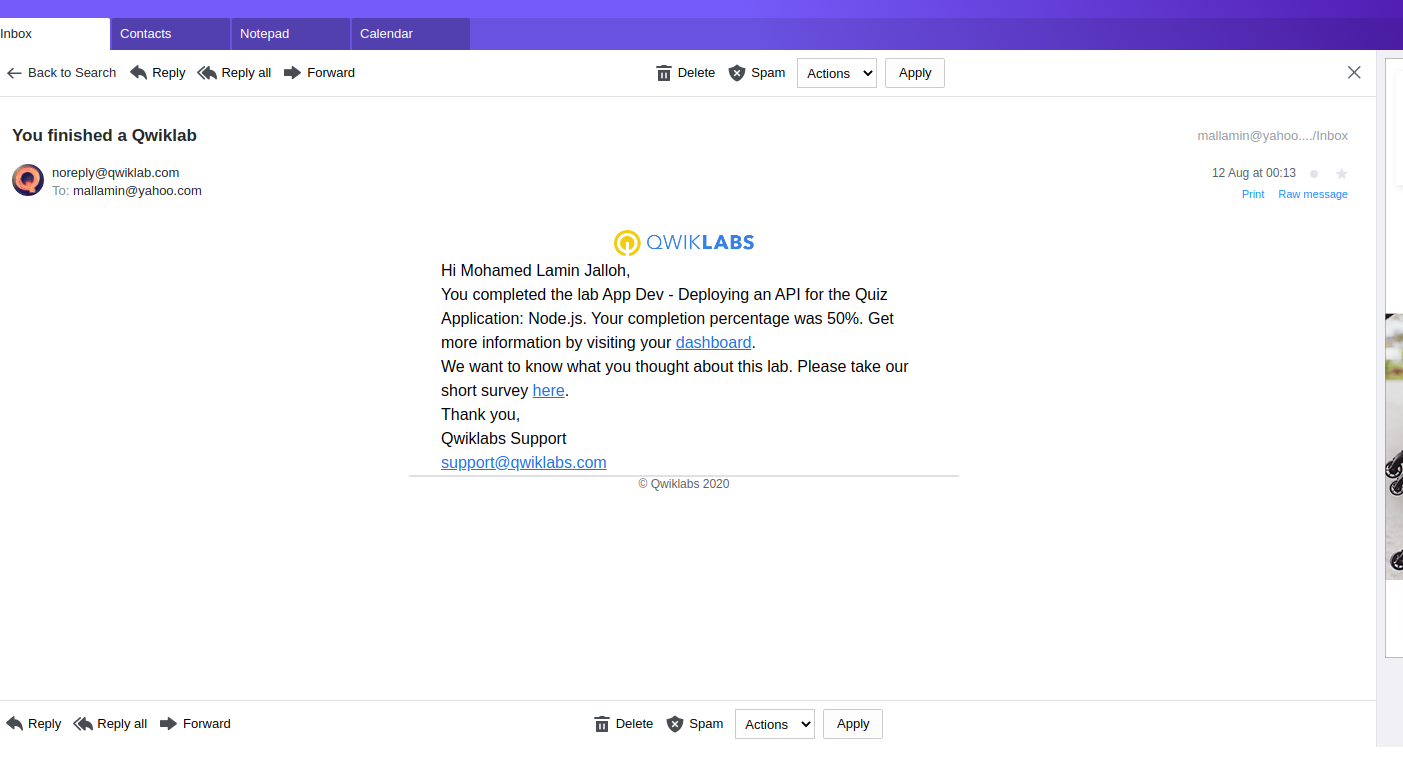 Inbox Contacts Notepad Calendar
Back to Search Reply Reply all Forward Delete Spam Actions Apply
You finished a Qwiklab mallamin@yahoo..../Inbox
noreply@qwiklab.com 12 Aug at 00:13
To: mallamin@yahoo.com Print Raw message
QWIKLABS
Hi Mohamed Lamin Jalloh,
You completed the lab App Dev - Deploying an API for the Quiz
Application: Node.js. Your completion percentage was 50%. Get
more information by visiting your dashboard.
We want to know what you thought about this lab. Please take our
short survey here.
Thank you,
Qwiklabs Support
support@qwiklabs.com
© Qwiklabs 2020
Reply Reply all Forward Delete Spam Actions Apply